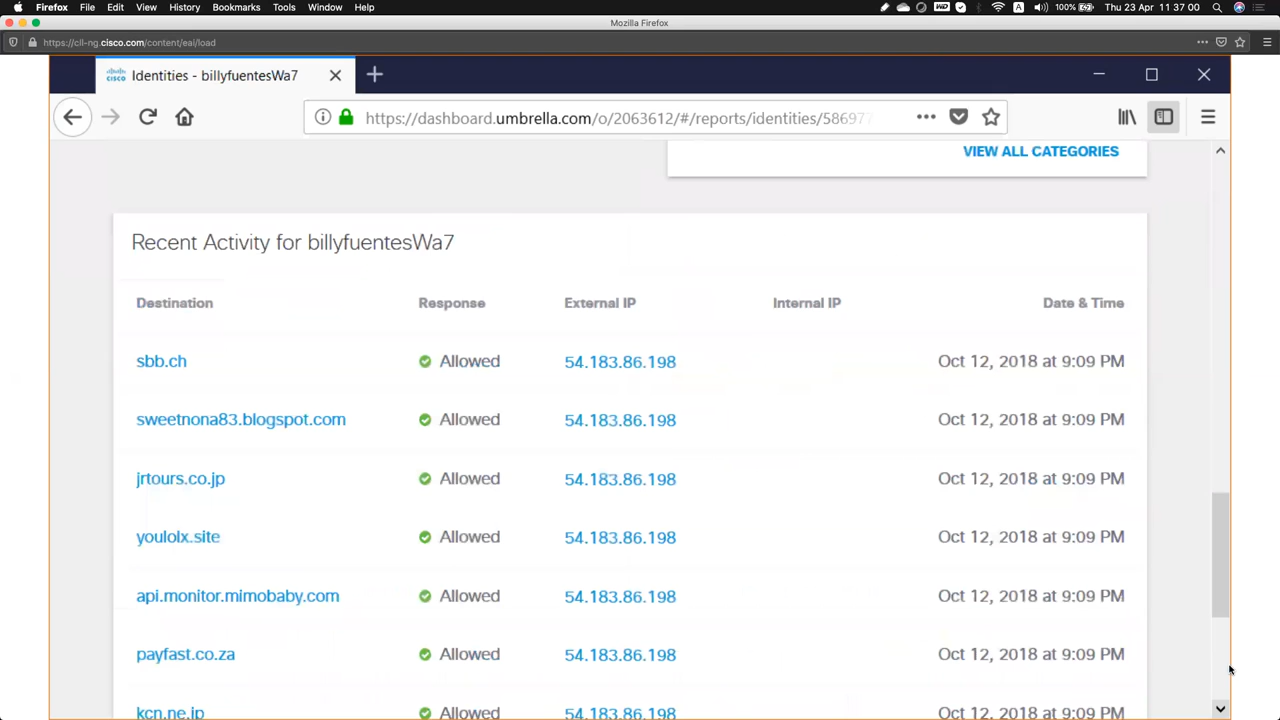 Firefox File Edit View History Bookmarks Tools Window Help 100% Thu 23 Apr 11:37:00
Mozilla Firefox
https://cll-ng.cisco.com/content/eal/load
CISCO Identities - billyfuentesWa7
https://dashboard.umbrella.com/o/2063612/#/reports/identities/58697
VIEW ALL CATEGORIES
Recent Activity for billyfuentesWa7
Destination Response External IP Internal IP Date & Time
sbb.ch Allowed 54.183.86.198 Oct 12, 2018 at 9:09 PM
sweetnona83.blogspot.com Allowed 54.183.86.198 Oct 12, 2018 at 9:09 PM
jrtours.co.jp Allowed 54.183.86.198 Oct 12, 2018 at 9:09 PM
youlolx.site Allowed 54.183.86.198 Oct 12, 2018 at 9:09 PM
api.monitor.mimobaby.com Allowed 54.183.86.198 Oct 12, 2018 at 9:09 PM
payfast.co.za Allowed 54.183.86.198 Oct 12, 2018 at 9:09 PM
kcn.ne.jp Allowed 54.183.86.198 Oct 12, 2018 at 9:09 PM